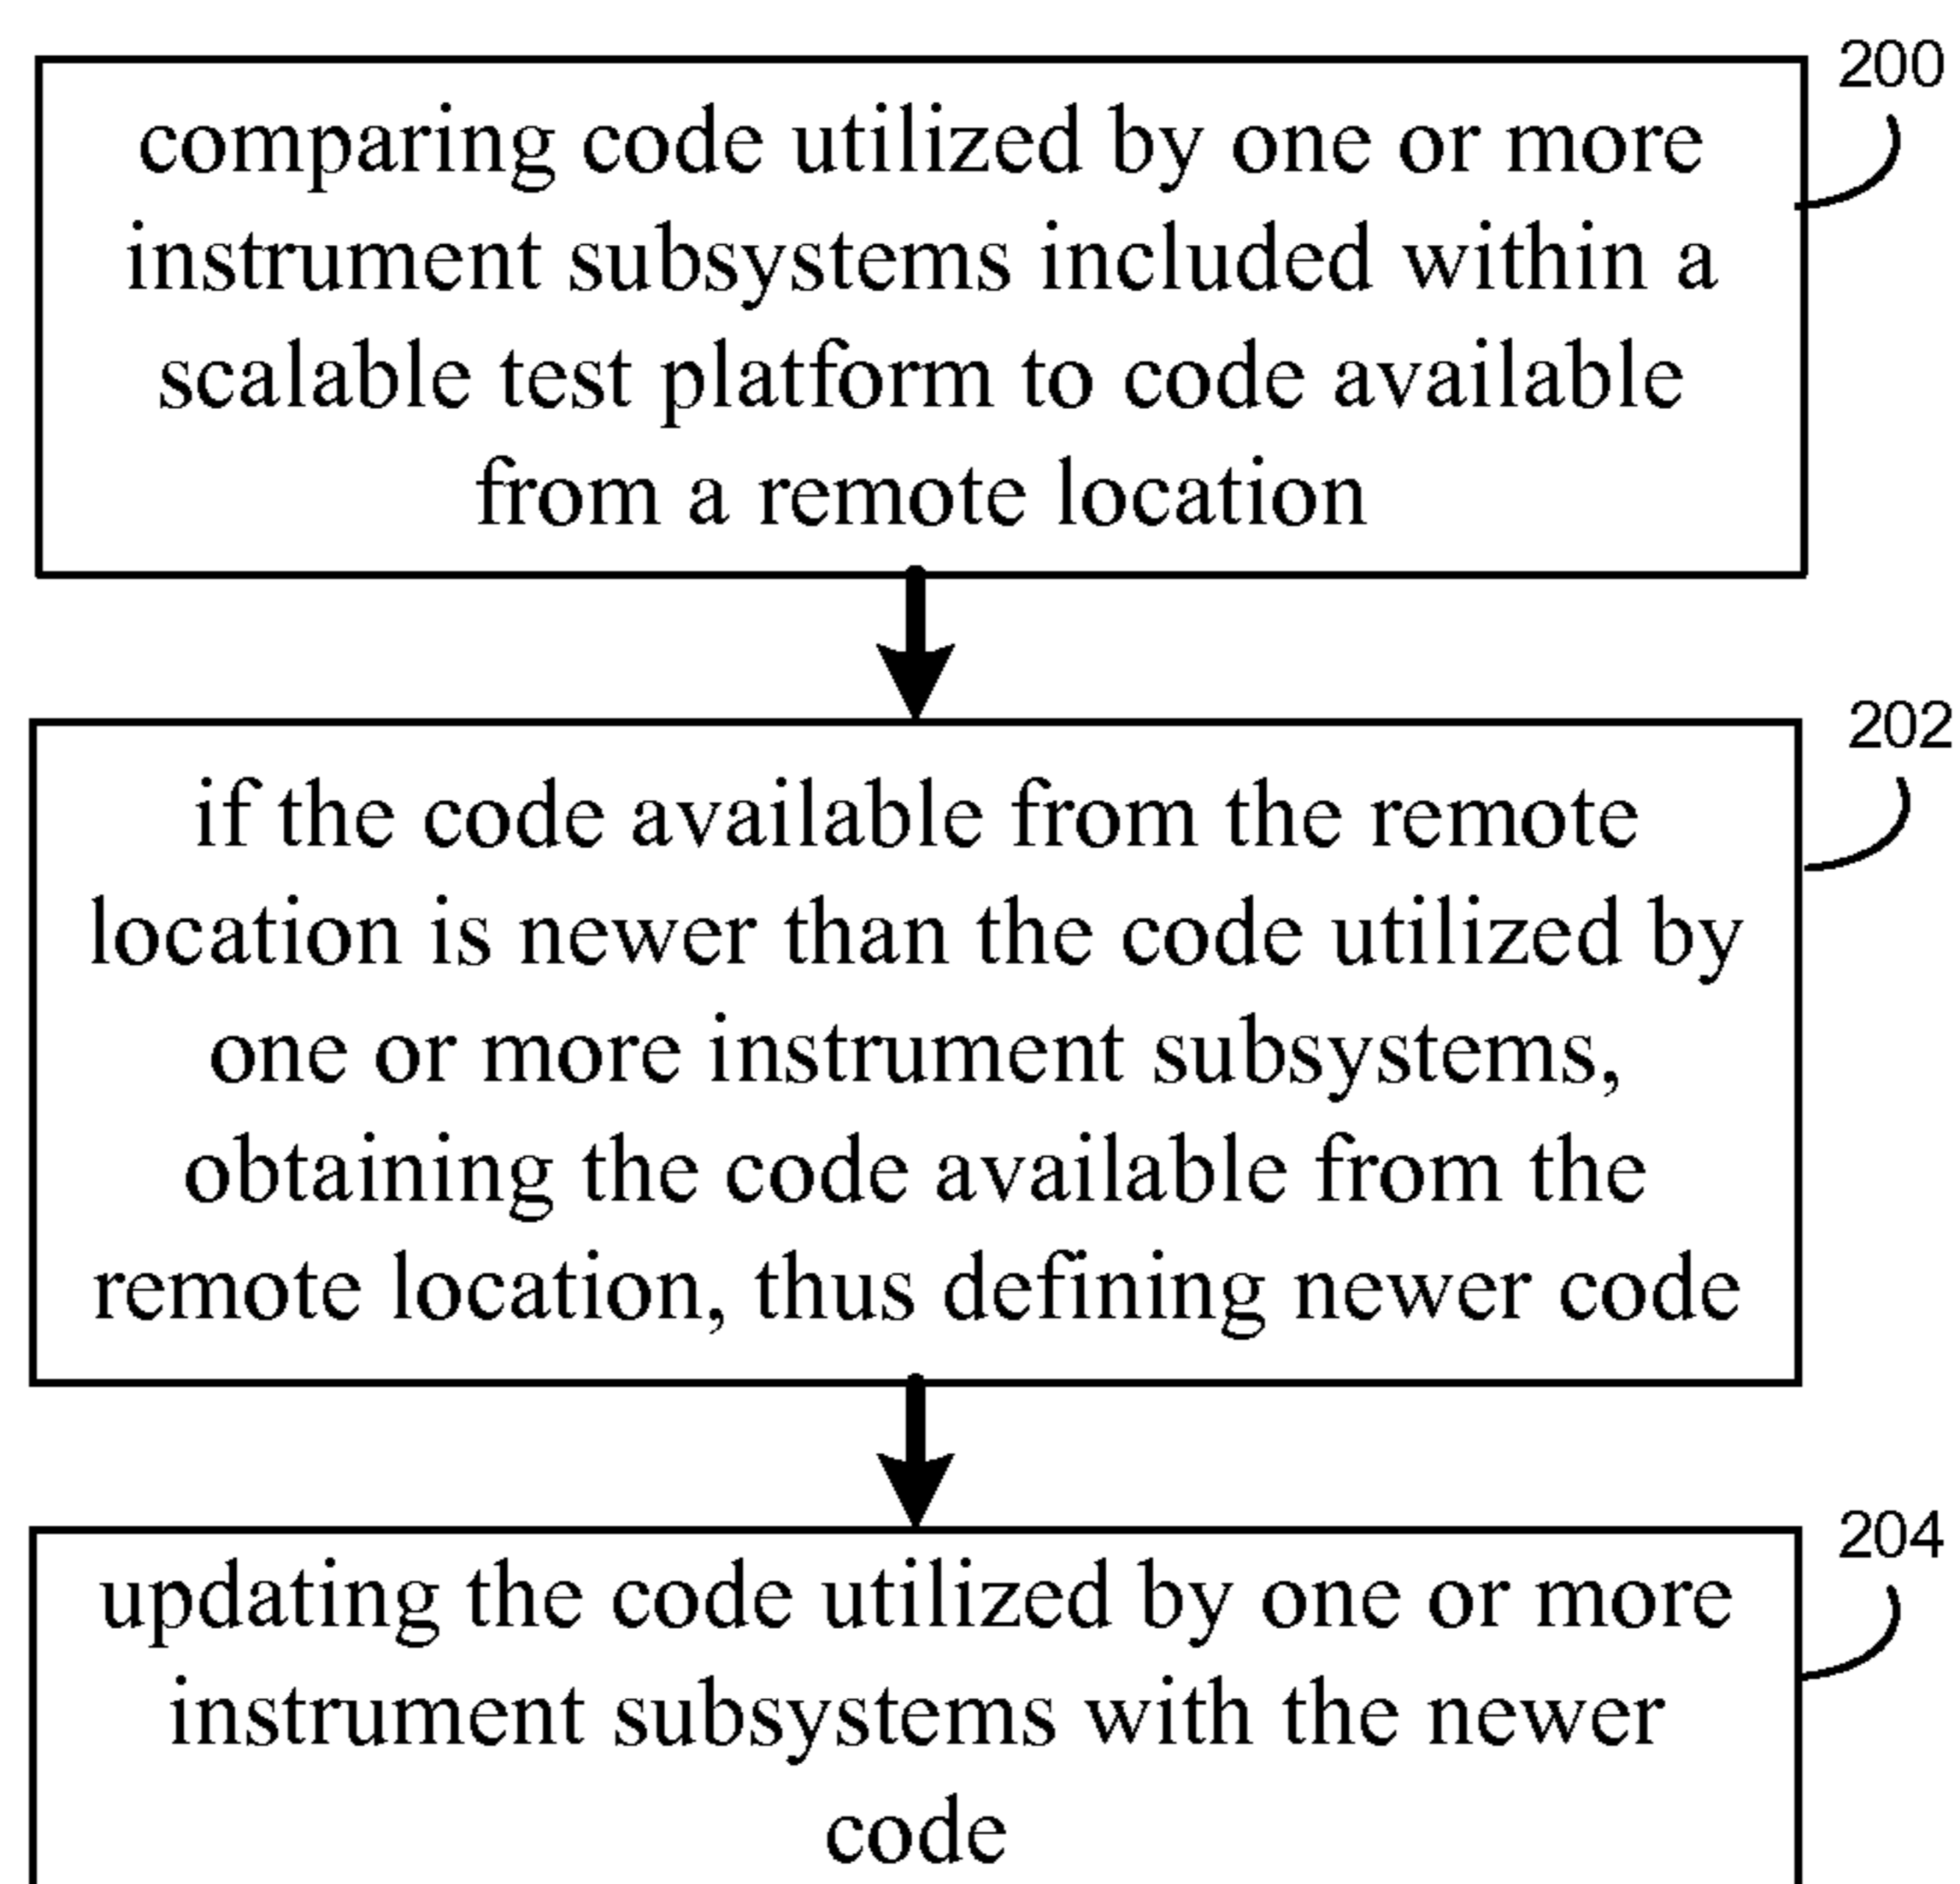 200
comparing code utilized by one or more
instrument subsystems included within a
scalable test platform to code available
from a remote location
202
if the code available from the remote
location is newer than the code utilized by
one or more instrument subsystems,
obtaining the code available from the
remote location, thus defining newer code
204
updating the code utilized by one or more
instrument subsystems with the newer
code